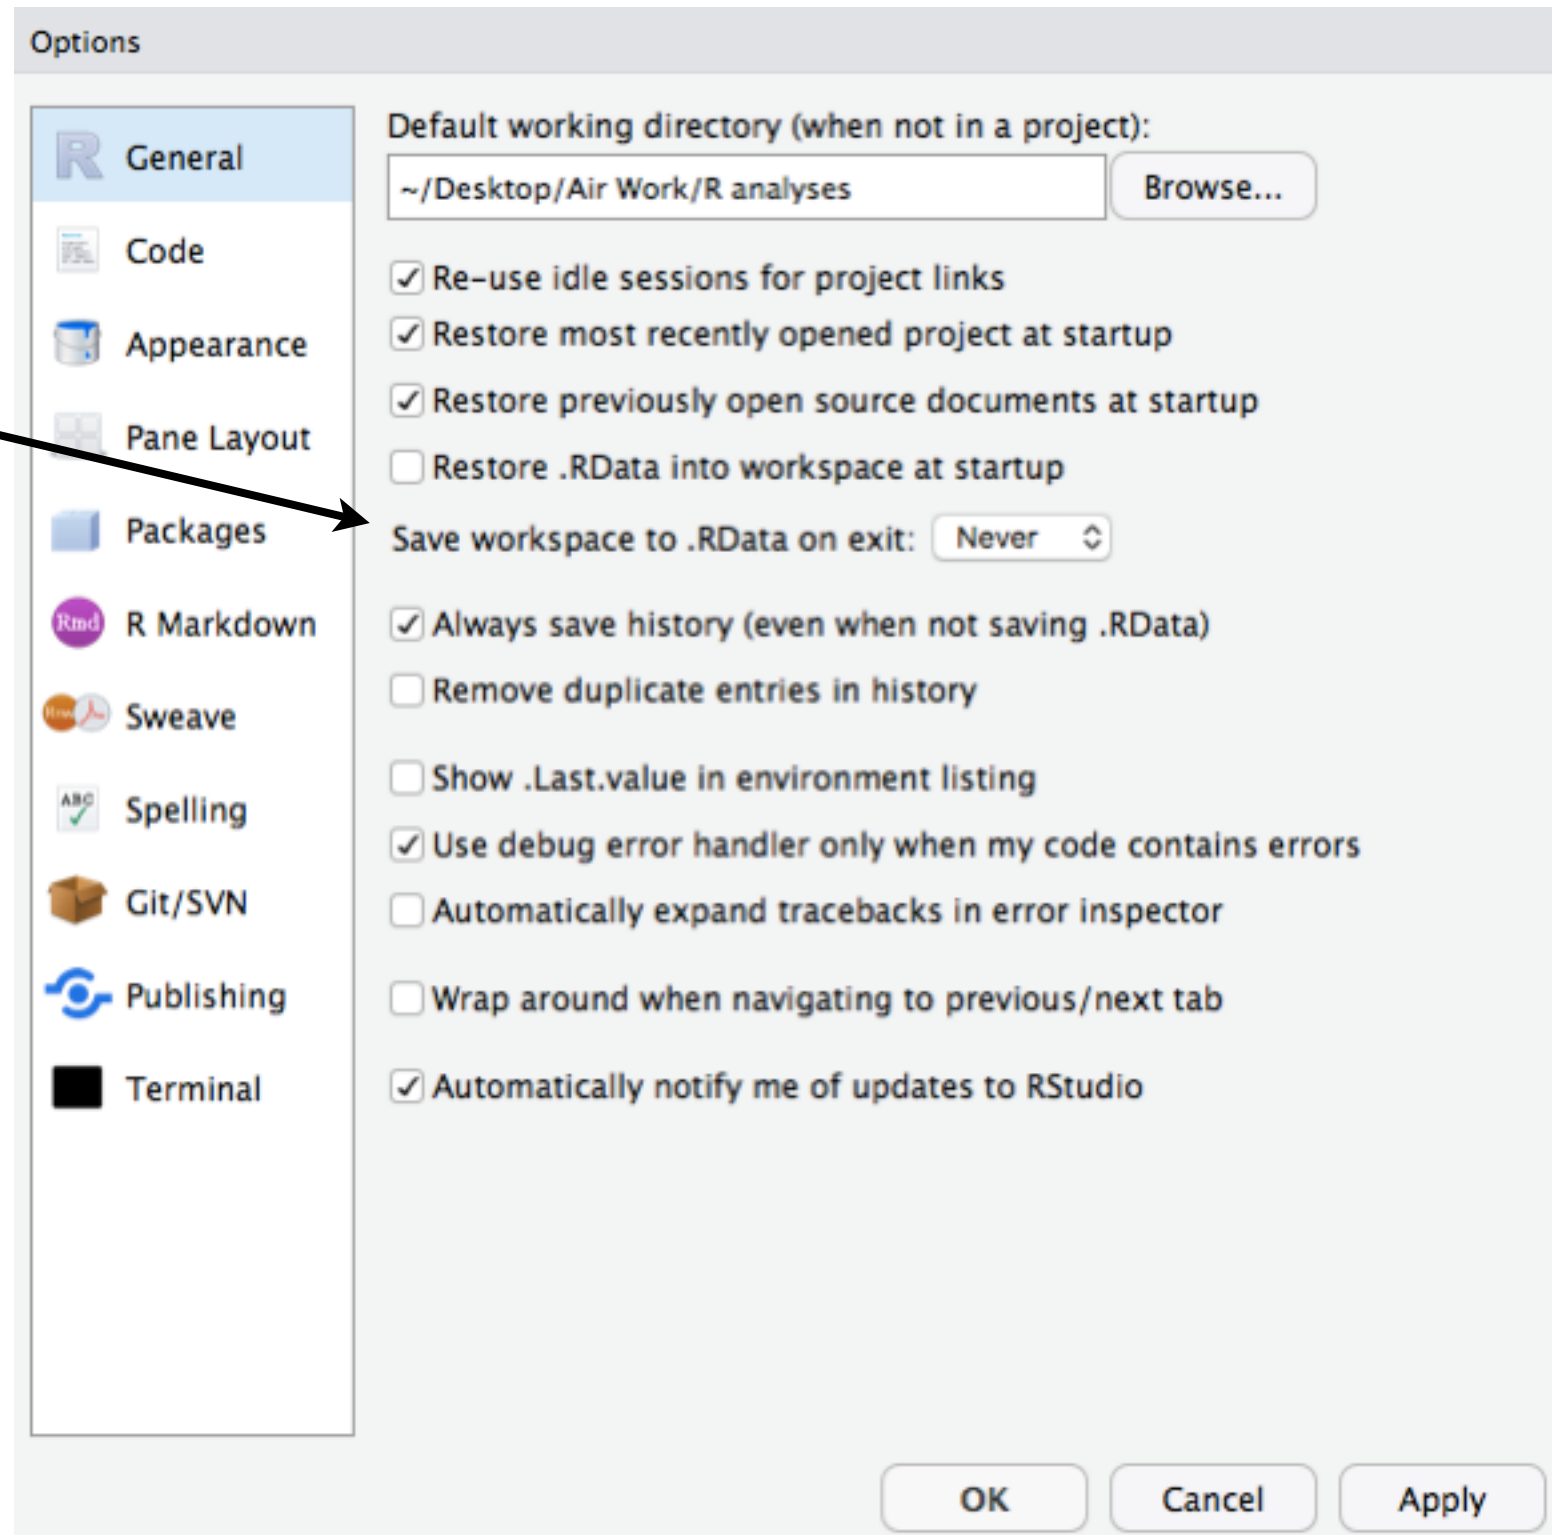 Options
General
Code
Appearance
Pane Layout
Packages
Rmd
R Markdown
Sweave
ABC
Spelling
Git/SVN
Publishing
Terminal
Default working directory (when not in a project):
~/Desktop/Air Work/R analyses
Browse...
Re-use idle sessions for project links
Restore most recently opened project at startup
Restore previously open source documents at startup
Restore .RData into workspace at startup
Save workspace to .RData on exit: Never
Always save history (even when not saving .RData)
Remove duplicate entries in history
Show .Last.value in environment listing
Use debug error handler only when my code contains errors
Automatically expand tracebacks in error inspector
Wrap around when navigating to previous/next tab
Automatically notify me of updates to RStudio
OK Cancel Apply